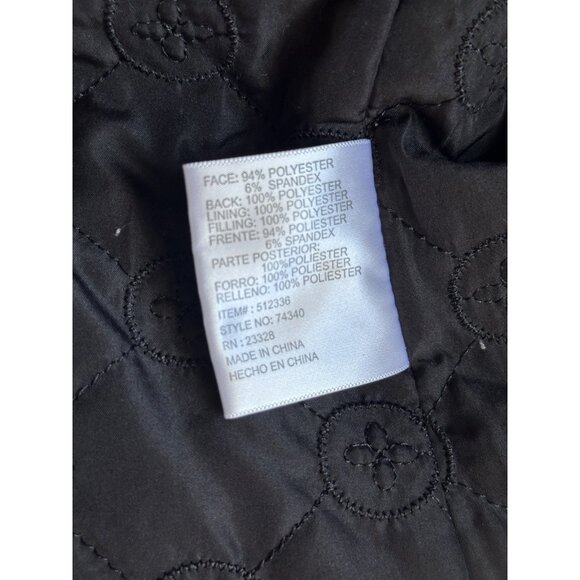 FACE: 94% POLYESTER
6% SPANDEX
BACK: 100% POLYESTER
LINING: 100% POLYESTER
FILLING: 100% POLYESTER
FRENTE: 94% POLIESTER
6% SPANDEX
PARTE POSTERIOR:
100%POLIESTER
FORRO: 100% POLIESTER
RELLENO: 100% POLIESTER
ITEM# : 512336
STYLE NO: 74340
RN : 23328
MADE IN CHINA
HECHO EN CHINA